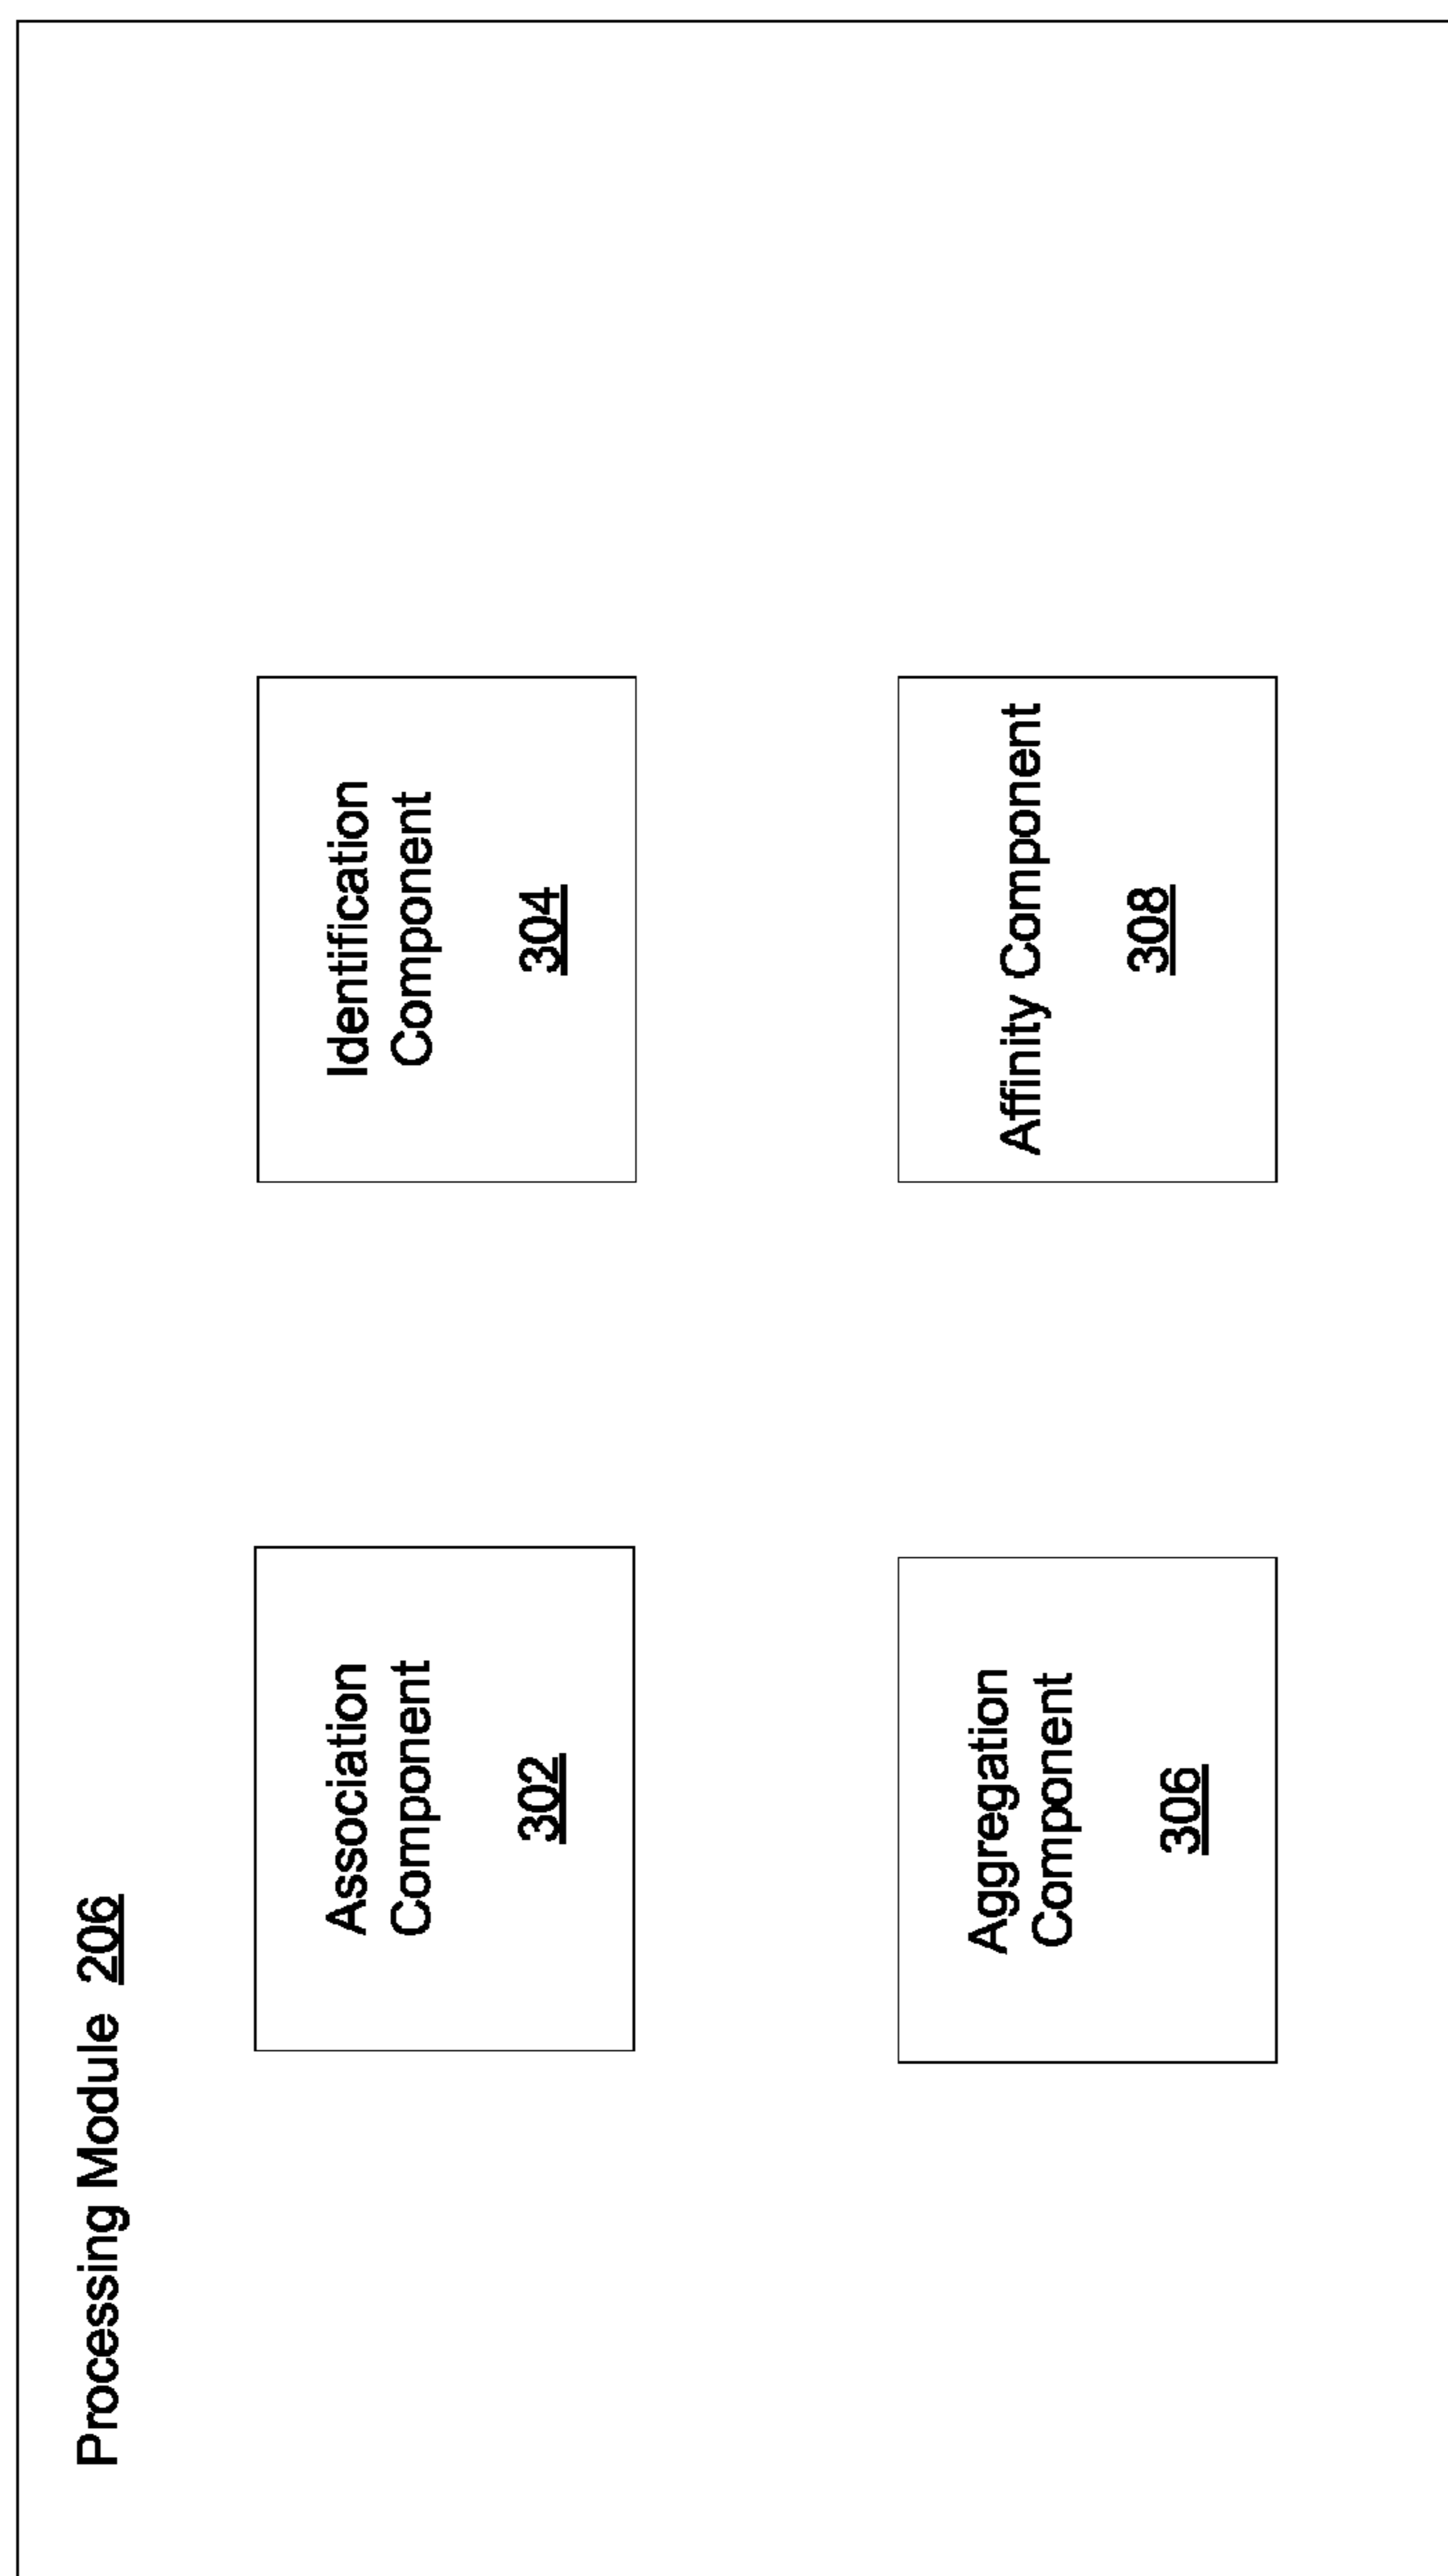 Processing Module 206
Association
Component
302
Identification
Component
304
Aggregation
Component
306
Affinity Component
308